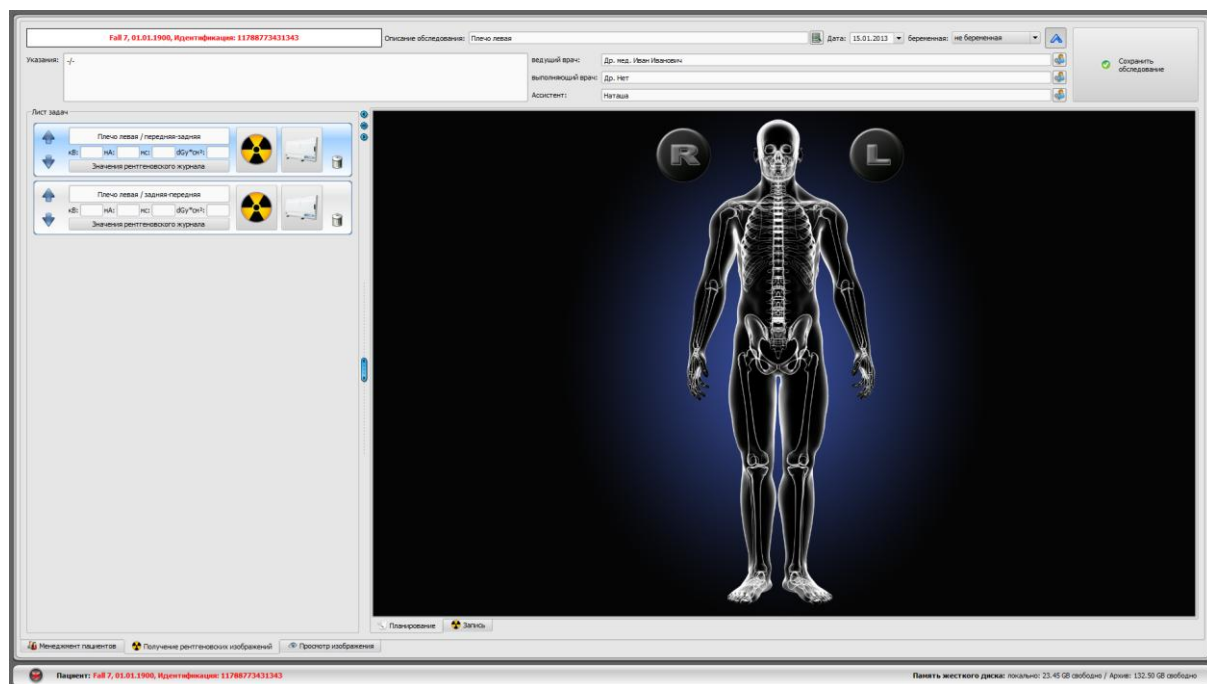 Fall 7, 01.01.1900, Идентификация: 11788773431343
Описание обследования: Плечо левая
Дата: 15.01.2013 беременная: не беременная
Сохранить обследование
Указания: -/-
ведущий врач: Др. мед. Иван Иванович
выполняющий врач: Др. Нет
Ассистент: Наташа
Лист задач
Плечо левая / передняя-задняя
кВ: мА: мс: dGy*cm²:
Значения рентгеновского журнала
Плечо левая / задняя-передняя
кВ: мА: мс: dGy*cm²:
Значения рентгеновского журнала
R L
Планирование Запись
Менеджмент пациентов Получение рентгеновских изображений Просмотр изображения
Пациент: Fall 7, 01.01.1900, Идентификация: 11788773431343
Память жесткого диска: локально: 23.45 GB свободно / Архив: 132.50 GB свободно